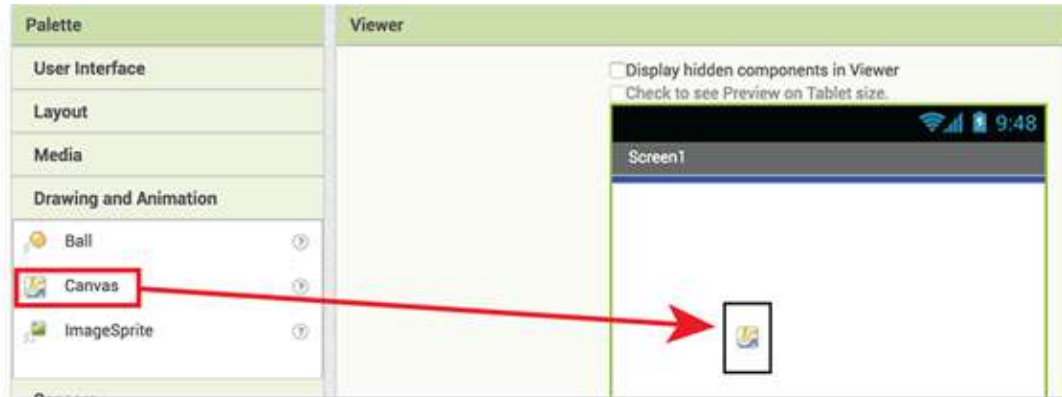 Palette
User Interface
Layout
Media
Drawing and Animation
Ball
Canvas
ImageSprite
Viewer
Display hidden components in Viewer
Check to see Preview on Tablet size.
9:48
Screen1